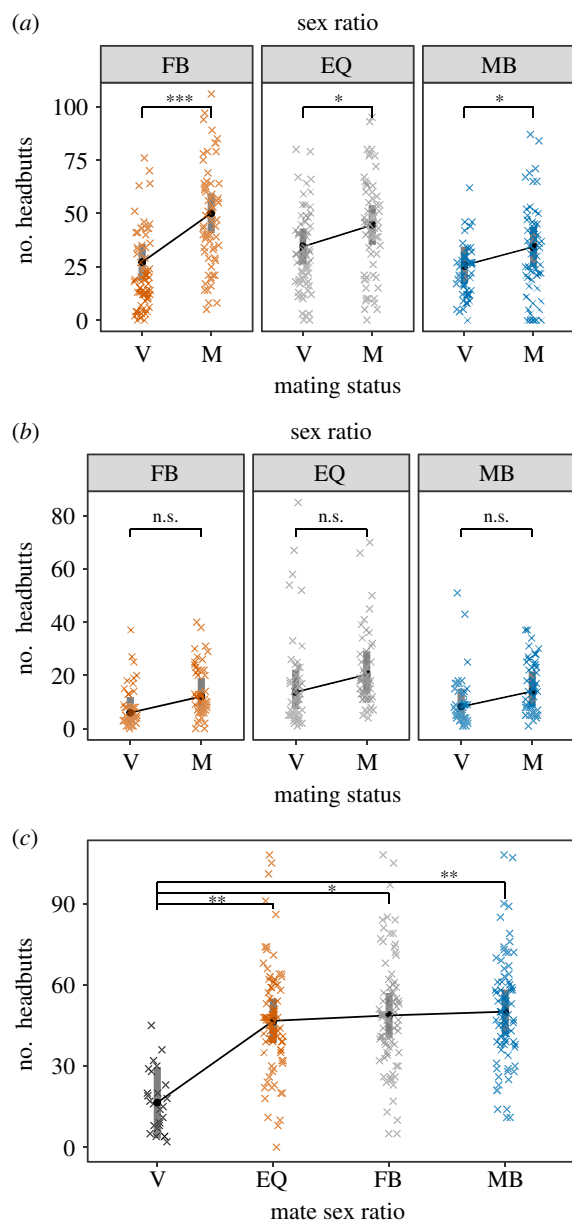 (a) sex ratio
FB EQ MB
*** * *
100
75
50
25
0
no. headbutts
V M V M V M
mating status
(b) sex ratio
FB EQ MB
n.s. n.s. n.s.
80
60
40
20
0
no. headbutts
V M V M V M
mating status
(c)
**
*
**
90
60
30
0
no. headbutts
V EQ FB MB
mate sex ratio